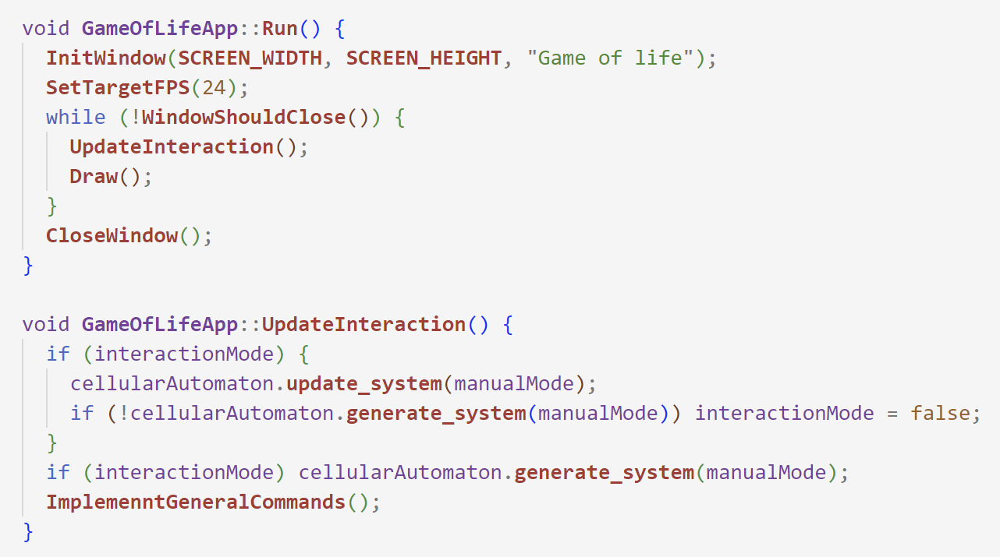 void GameOfLifeApp::Run() {
  InitWindow(SCREEN_WIDTH, SCREEN_HEIGHT, "Game of life");
  SetTargetFPS(24);
  while (!WindowShouldClose()) {
    UpdateInteraction();
    Draw();
  }
  CloseWindow();
}

void GameOfLifeApp::UpdateInteraction() {
  if (interactionMode) {
    cellularAutomaton.update_system(manualMode);
    if (!cellularAutomaton.generate_system(manualMode)) interactionMode = false;
  }
  if (interactionMode) cellularAutomaton.generate_system(manualMode);
  ImplemenntGeneralCommands();
}